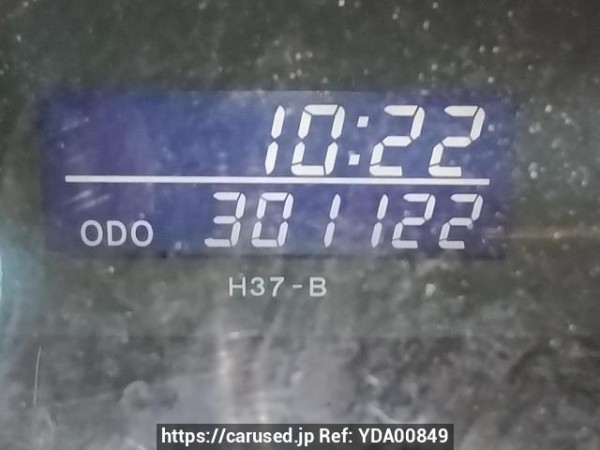 10:22
ODO 301122
H37-B
https://carused.jp Ref: YDA00849